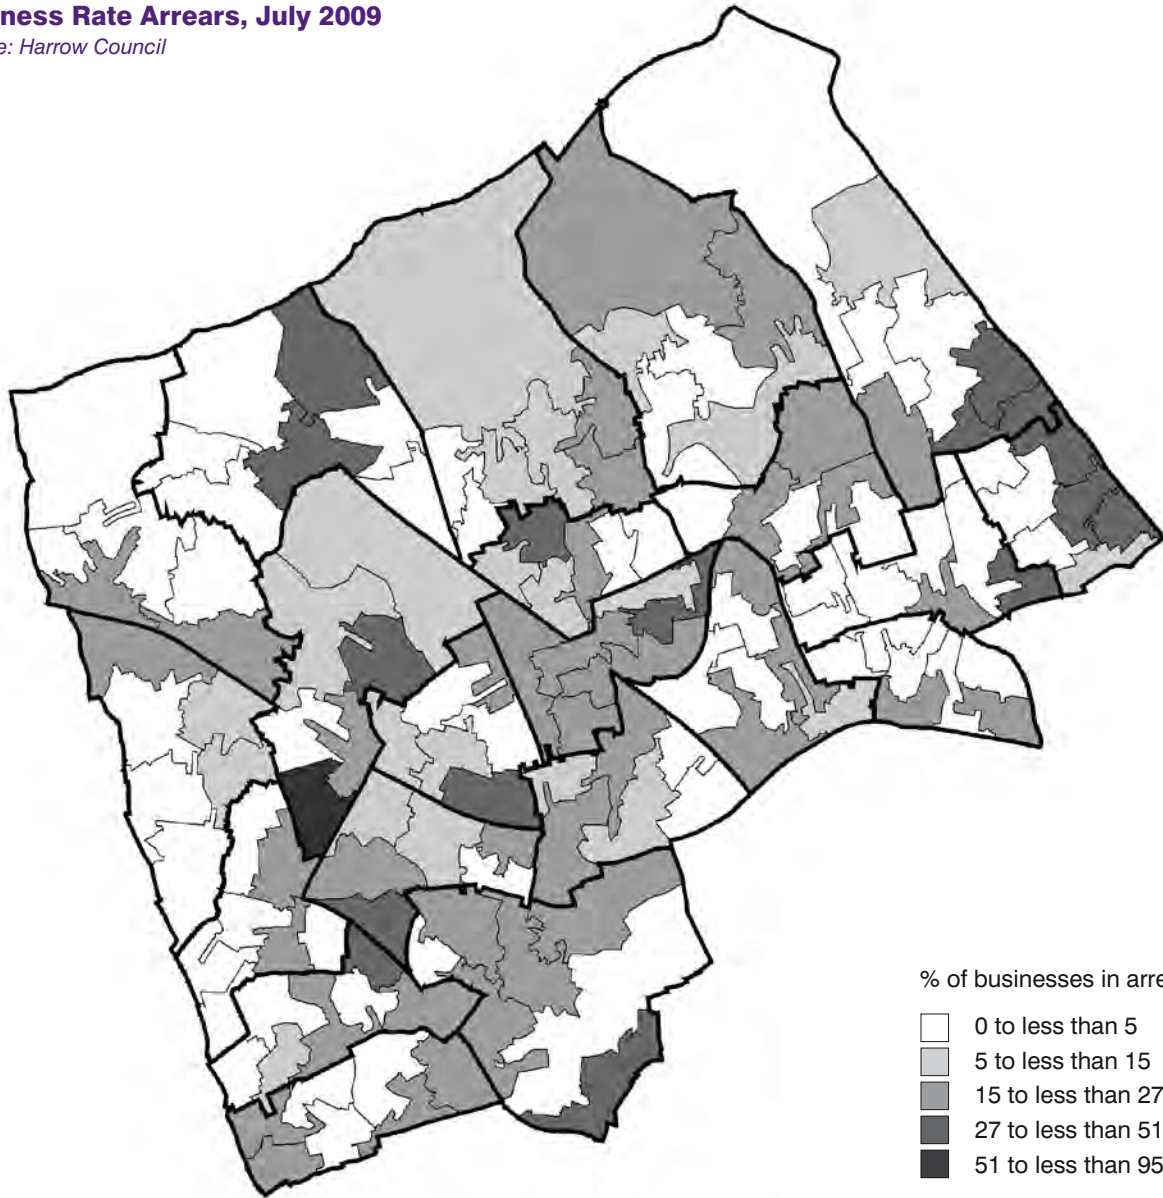 ness Rate Arrears, July 2009
e: Harrow Council
% of businesses in arre
0 to less than 5
5 to less than 15
15 to less than 27
27 to less than 51
51 to less than 95